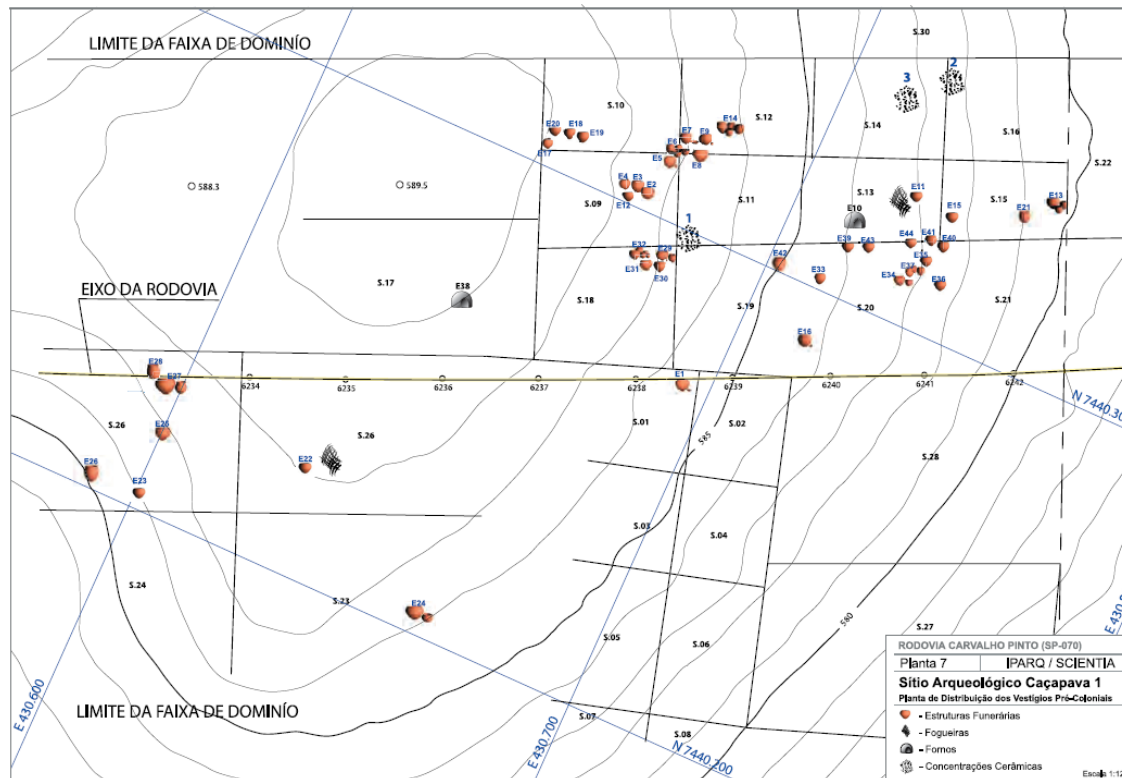 LIMITE DA FAIXA DE DOMINÍO
S.30
2
3
S.10
E20
E18
E19
E17
E7
E9
E14
S.12
E6
E5
E8
S.14
S.16
S.22
588.3
589.5
E4
E3
E2
E12
S.09
S.11
S.13
E11
E10
E15
S.15
E21
E13
1
E32
E29
E31
E30
E42
E39
E43
E44
E41
E40
E35
E33
E34
E37
E36
S.17
E38
S.18
S.19
S.20
S.21
EIXO DA RODOVIA
E16
E28
E27
E1
6234
6235
6236
6237
6238
6239
6240
6241
6242
N 7440.30
S.26
E25
S.26
S.01
S.02
585
S.28
E26
E23
E22
S.03
S.04
S.24
S.23
E24
S.05
S.06
580
S.27
E 430.600
LIMITE DA FAIXA DE DOMINÍO
E 430.700
S.07
S.08
N 7440.200
RODOVIA CARVALHO PINTO (SP-070)
Planta 7
IPARQ / SCIENTIA
Sítio Arqueológico Caçapava 1
Planta de Distribuição dos Vestígios Pré-Coloniais
- Estruturas Funerárias
- Fogueiras
- Fornos
- Concentrações Cerâmicas
Escala 1:12